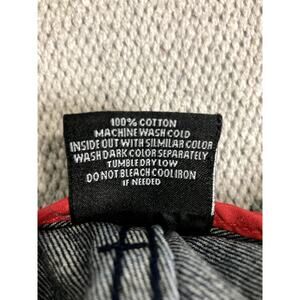 100% COTTON
MACHINE WASH COLD
INSIDE OUT WITH SILMILAR COLOR
WASH DARK COLOR SEPARATELY
TUMBLE DRY LOW
DO NOT BLEACH COOL IRON
IF NEEDED